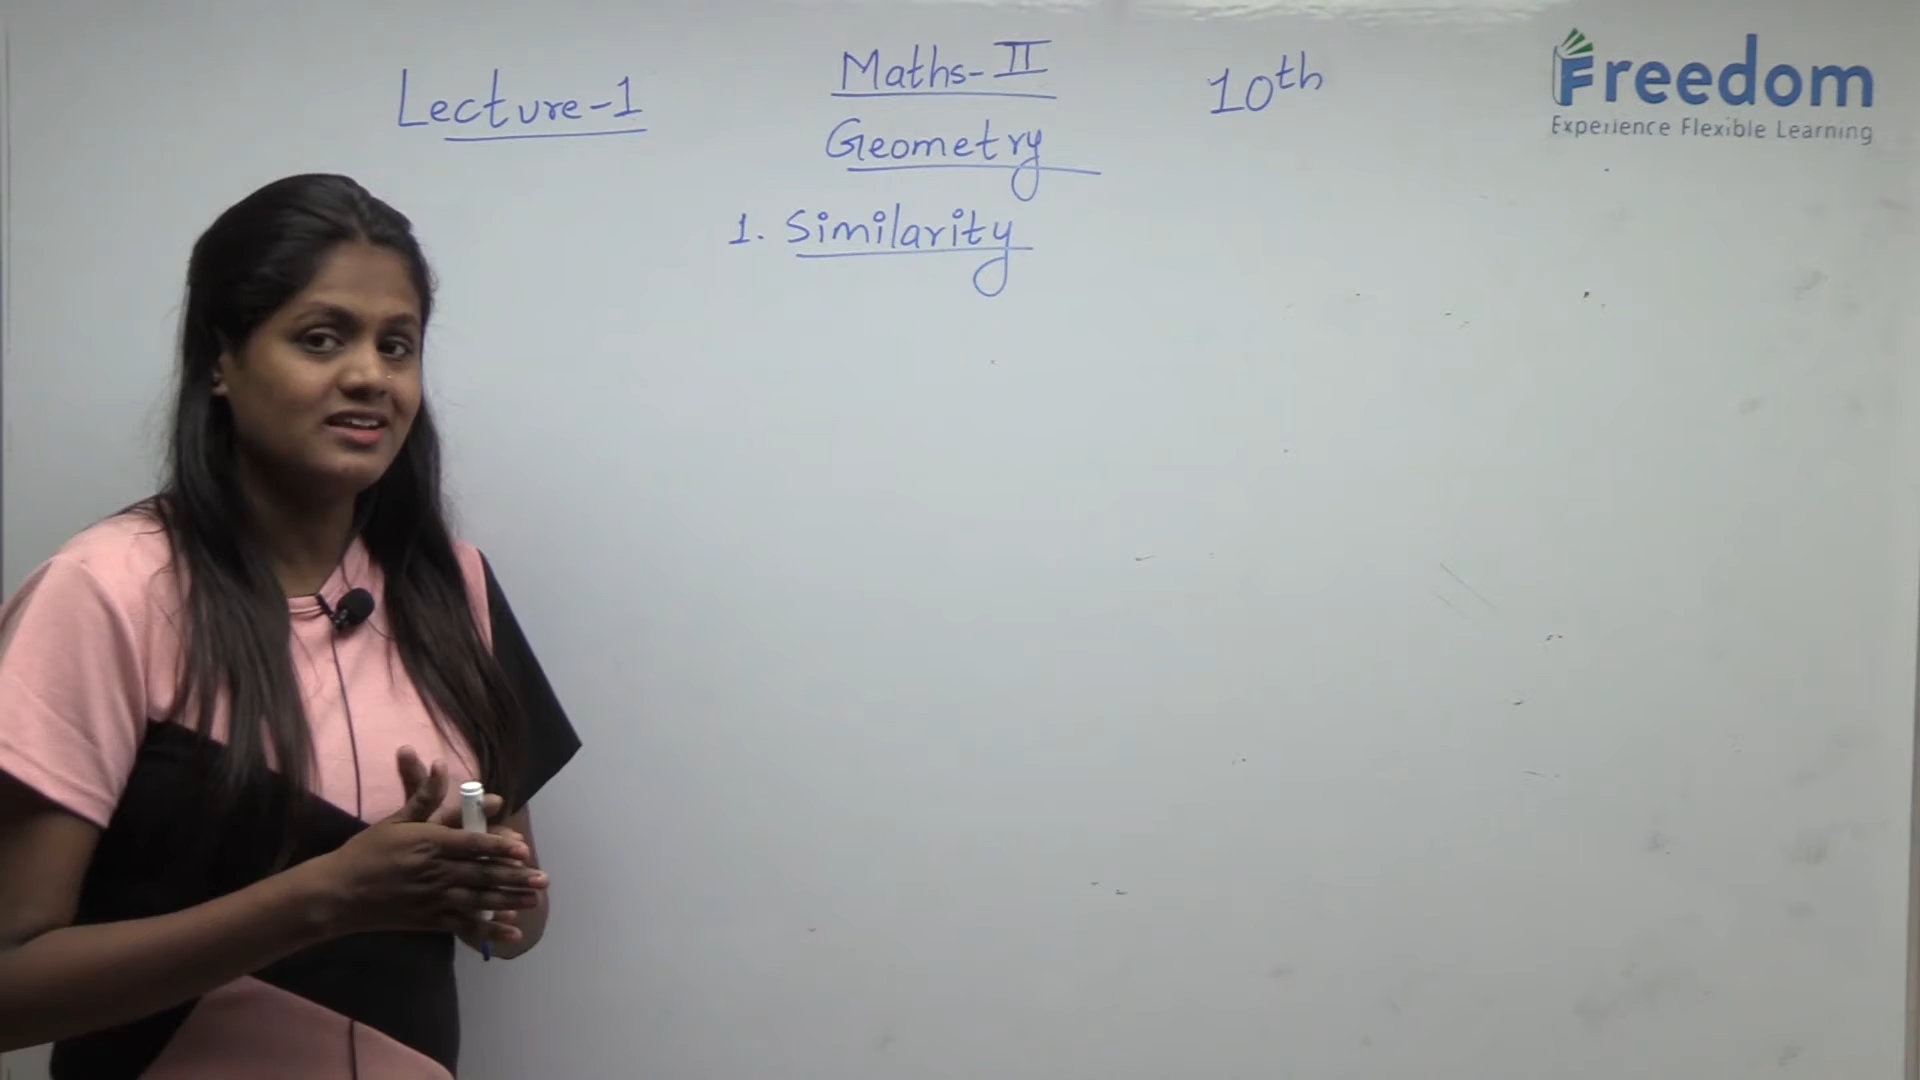 Lecture-1
Maths-II
10th
Geometry
1. Similarity
Freedom
Experience Flexible Learning